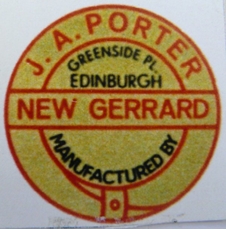 J. A. PORTER
GREENSIDE PL.
EDINBURGH
NEW GERRARD
MANUFACTURED BY